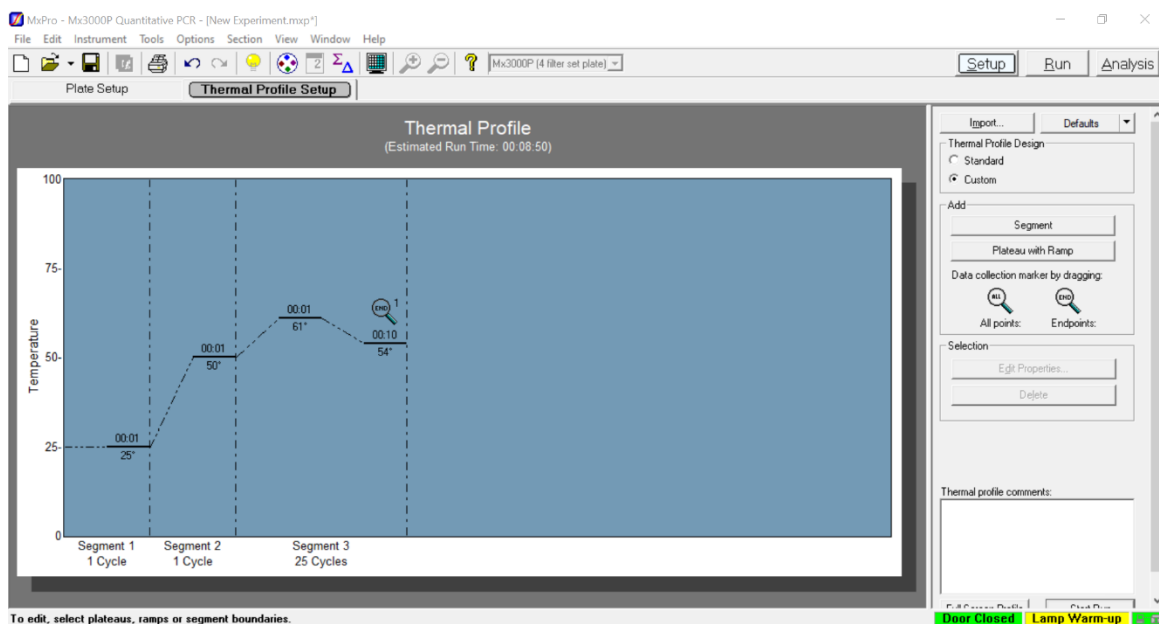 MxPro - Mx3000P Quantitative PCR - [New Experiment.mxp*]
File Edit Instrument Tools Options Section View Window Help
2 Mx3000P (4 filter set plate) Setup Run Analysis
Plate Setup Thermal Profile Setup
Import... Defaults
Thermal Profile
(Estimated Run Time: 00:08:50)
Thermal Profile Design
Standard
Custom
Add
Segment
Plateau with Ramp
Data collection marker by dragging:
ALL END
All points: Endpoints:
Selection
Edit Properties...
Delete
Thermal profile comments:
Temperature
100
75-
50-
25-
0
00:01
25°
00:01
50°
00:01
61°
END 1
00:10
54°
Segment 1 Segment 2 Segment 3
1 Cycle 1 Cycle 25 Cycles
To edit, select plateaus, ramps or segment boundaries.
Door Closed Lamp Warm-up